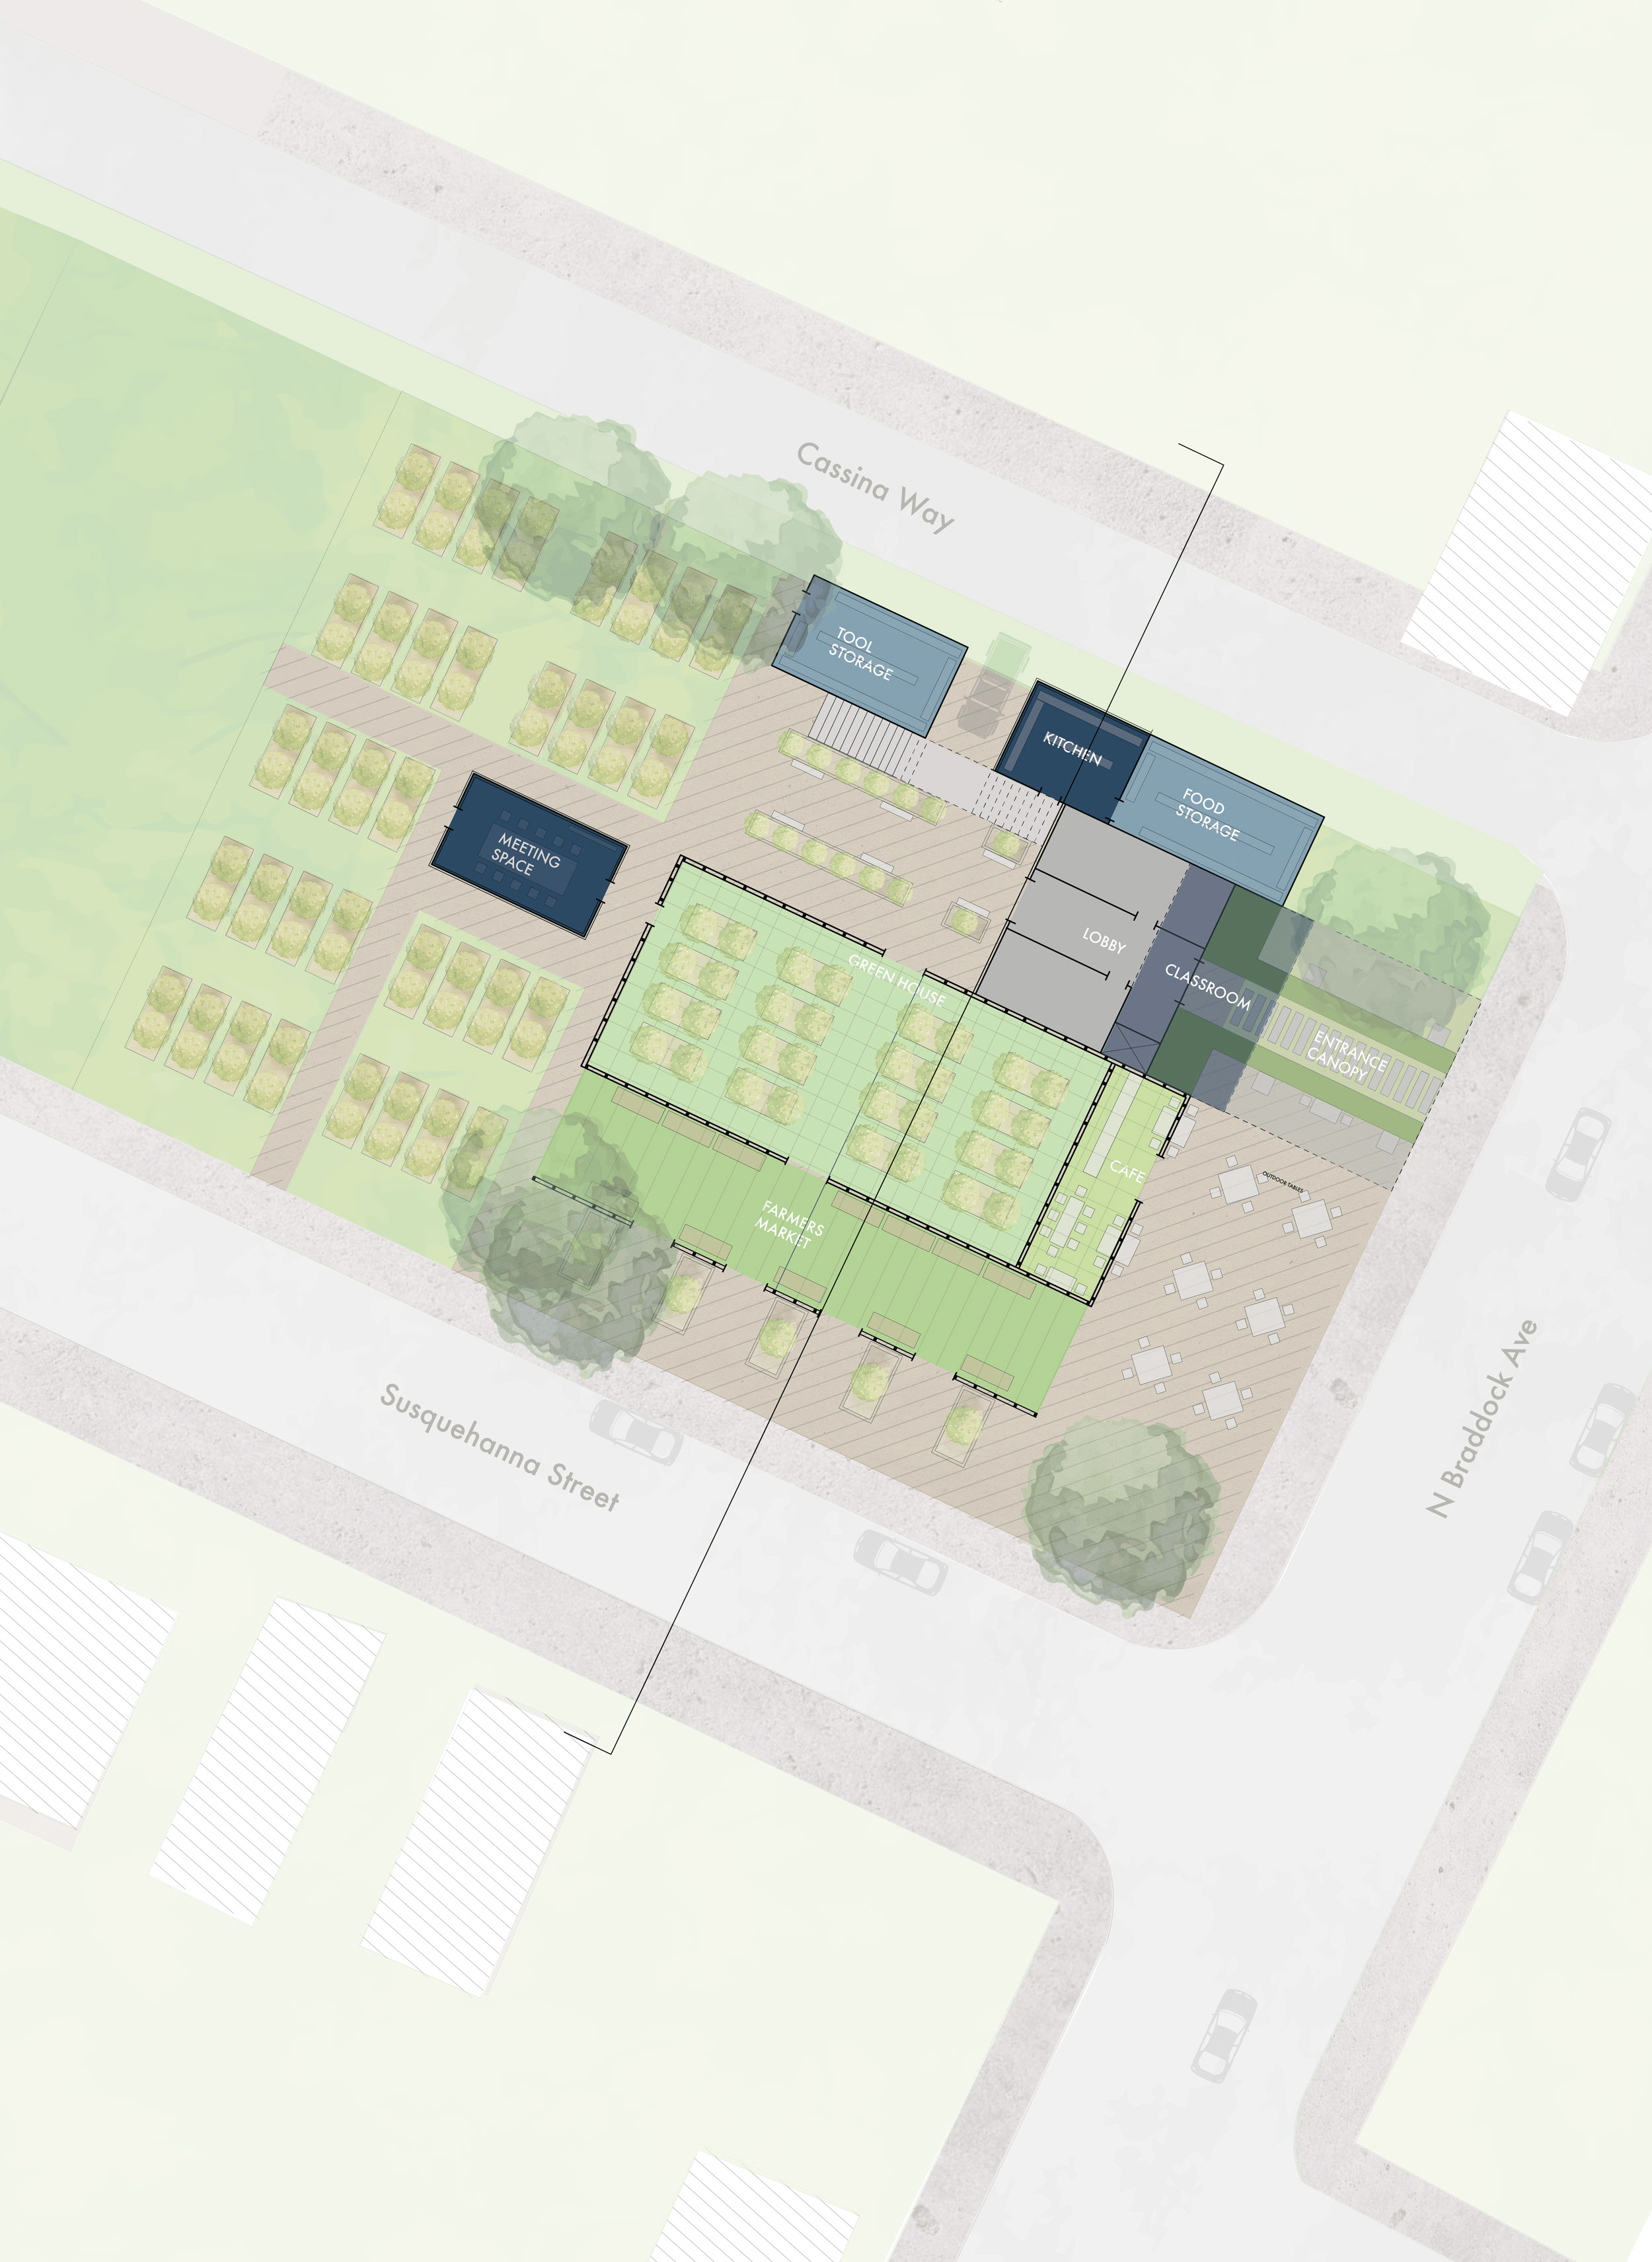 Cassina Way
TOOL
STORAGE
KITCHEN
FOOD
STORAGE
MEETING
SPACE
LOBBY
GREEN HOUSE
CLASSROOM
ENTRANCE
CANOPY
CAFE
OUTDOOR TABLES
FARMERS
MARKET
Susquehanna Street
N Braddock Ave